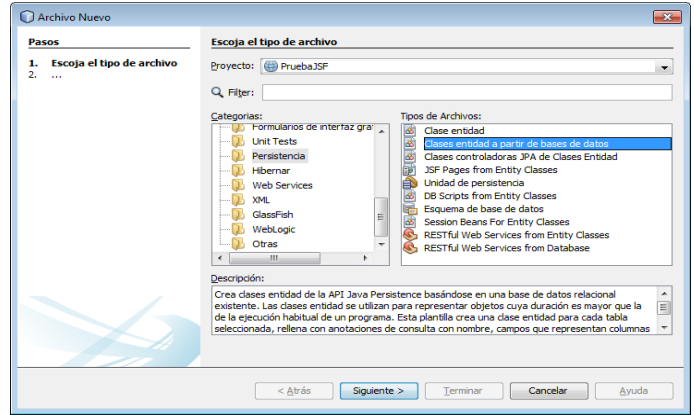 Archivo Nuevo
Pasos
1. Escoja el tipo de archivo
2. ...
Escoja el tipo de archivo
Proyecto: PruebaJSF
Filter:
Categorías:
Formularios de interfaz grá
Unit Tests
Persistencia
Hibernar
Web Services
XML
GlassFish
WebLogic
Otras
Tipos de Archivos:
Clase entidad
Clases entidad a partir de bases de datos
Clases controladoras JPA de Clases Entidad
JSF Pages from Entity Classes
Unidad de persistencia
DB Scripts from Entity Classes
Esquema de base de datos
Session Beans For Entity Classes
RESTful Web Services from Entity Classes
RESTful Web Services from Database
Descripción:
Crea clases entidad de la API Java Persistence basándose en una base de datos relacional
existente. Las clases entidad se utilizan para representar objetos cuya duración es mayor que la
de la ejecución habitual de un programa. Esta plantilla crea una clase entidad para cada tabla
seleccionada, rellena con anotaciones de consulta con nombre, campos que representan columnas
< Atrás
Siguiente >
Terminar
Cancelar
Ayuda